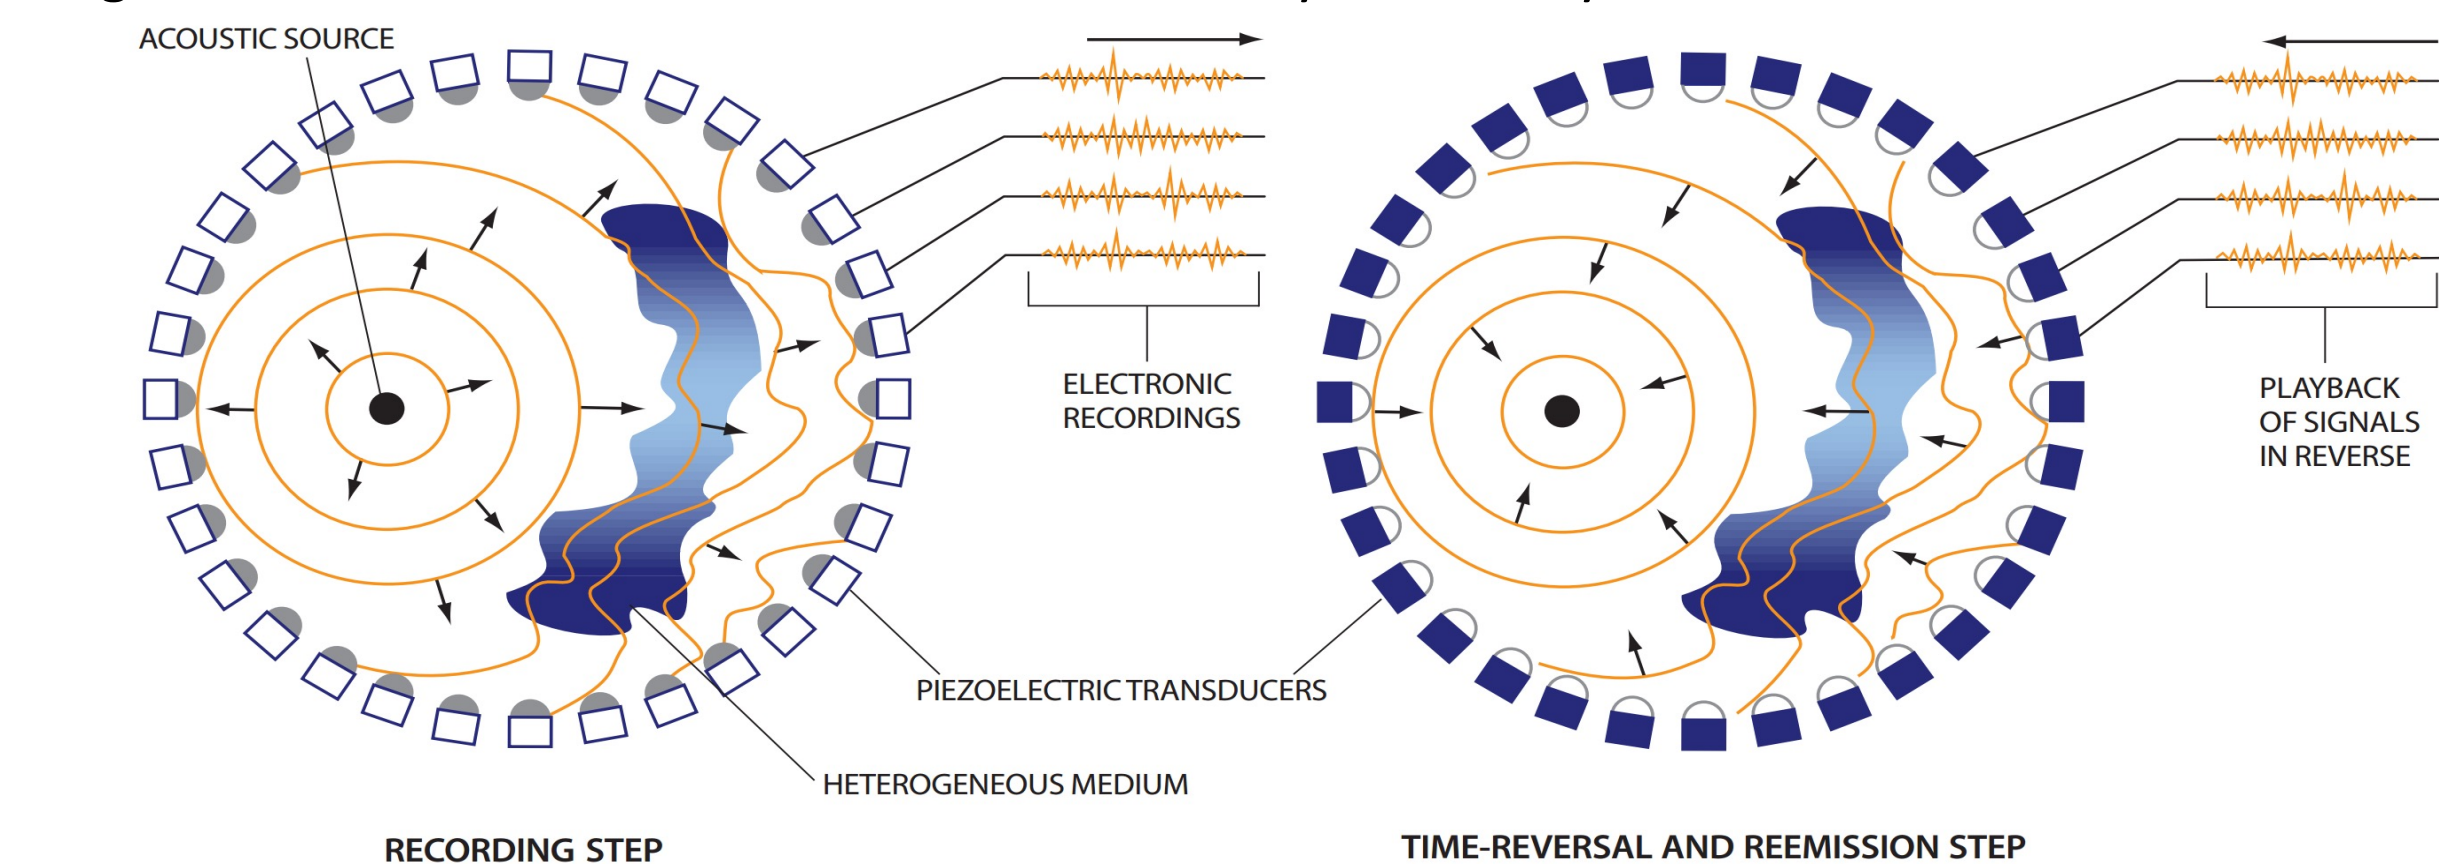 ACOUSTIC SOURCE
ELECTRONIC
RECORDINGS
PLAYBACK
OF SIGNALS
IN REVERSE
PIEZOELECTRIC TRANSDUCERS
HETEROGENEOUS MEDIUM
RECORDING STEP
TIME-REVERSAL AND REEMISSION STEP